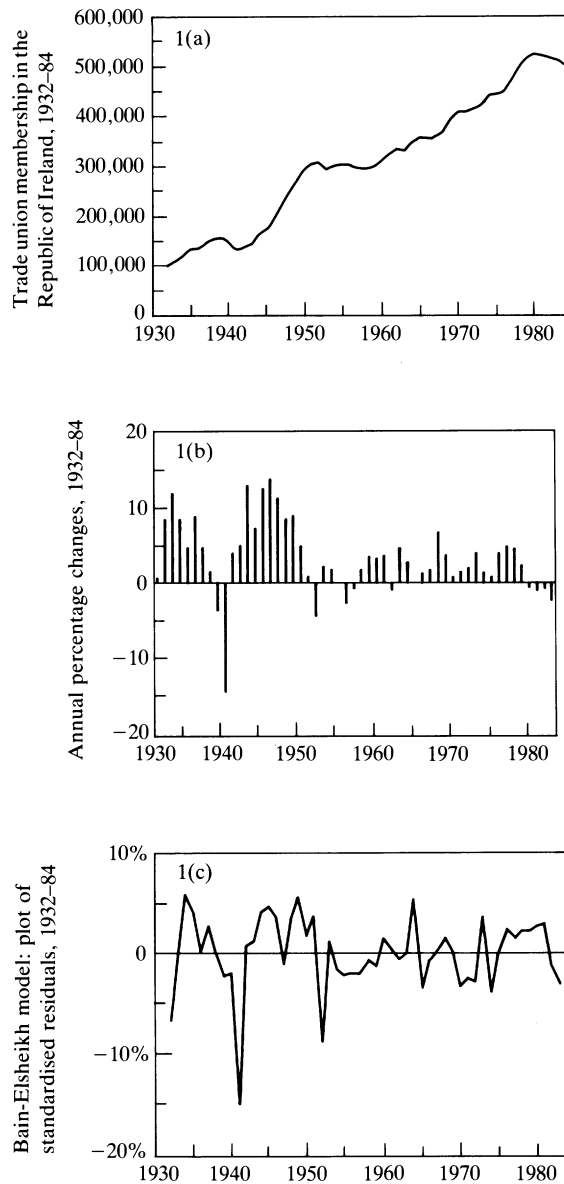 Trade union membership in the
Republic of Ireland, 1932–84
1(a)
600,000
500,000
400,000
300,000
200,000
100,000
0
1930 1940 1950 1960 1970 1980
Annual percentage changes, 1932–84
1(b)
20
10
0
−10
−20
1930 1940 1950 1960 1970 1980
Bain-Elsheikh model: plot of
standardised residuals, 1932–84
1(c)
10%
0
−10%
−20%
1930 1940 1950 1960 1970 1980